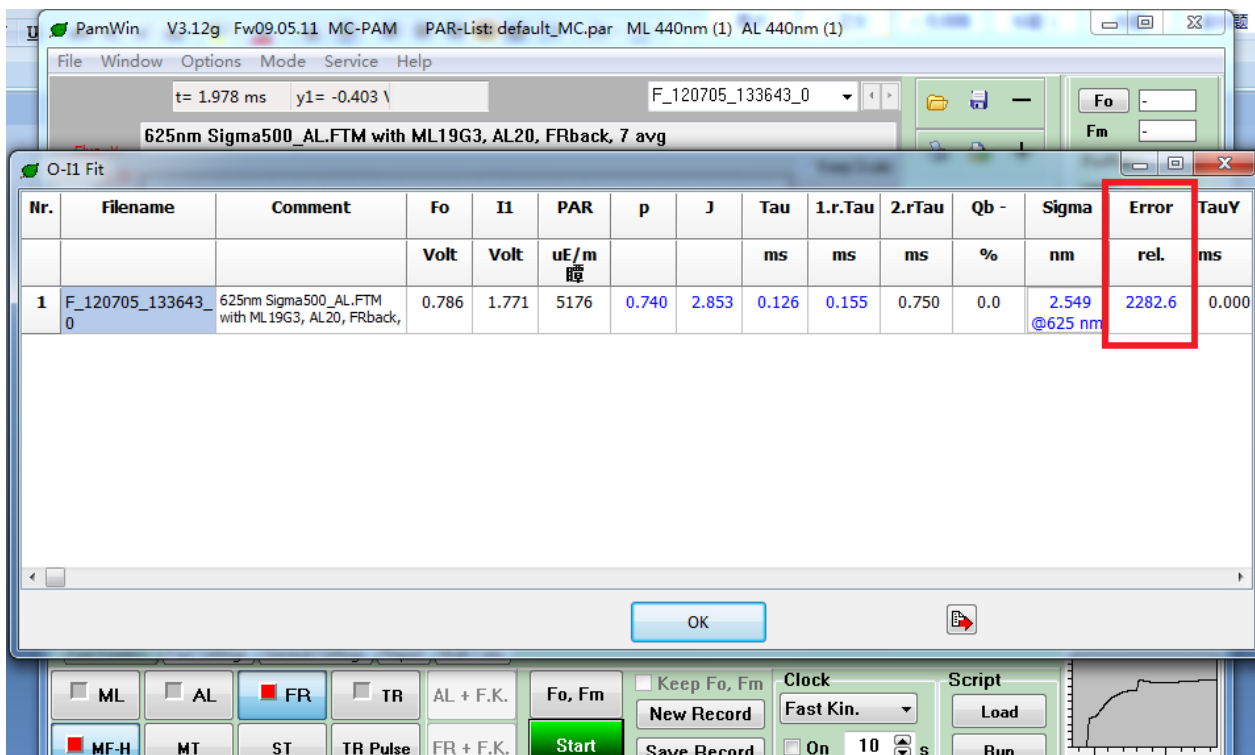 U
PamWin V3.12g Fw09.05.11 MC-PAM PAR-List: default_MC.par ML 440nm (1) AL 440nm (1)
题
File Window Options Mode Service Help
t= 1.978 ms y1= -0.403 \
F_120705_133643_0
Fo -
625nm Sigma500_AL.FTM with ML19G3, AL20, FRback, 7 avg
Fm -
O-I1 Fit
Nr. Filename Comment Fo I1 PAR p J Tau 1.r.Tau 2.rTau Qb - Sigma Error TauY
Volt Volt uE/m瞳 ms ms ms % nm rel. ms
1 F_120705_133643_0 625nm Sigma500_AL.FTM with ML19G3, AL20, FRback, 0.786 1.771 5176 0.740 2.853 0.126 0.155 0.750 0.0 2.549 @625 nm 2282.6 0.000
OK
ML AL FR TR AL + F.K. Fo, Fm Keep Fo, Fm Clock Script
New Record Fast Kin. Load
MF-H MT ST TR Pulse FR + F.K. Start Save Record On 10 s Run